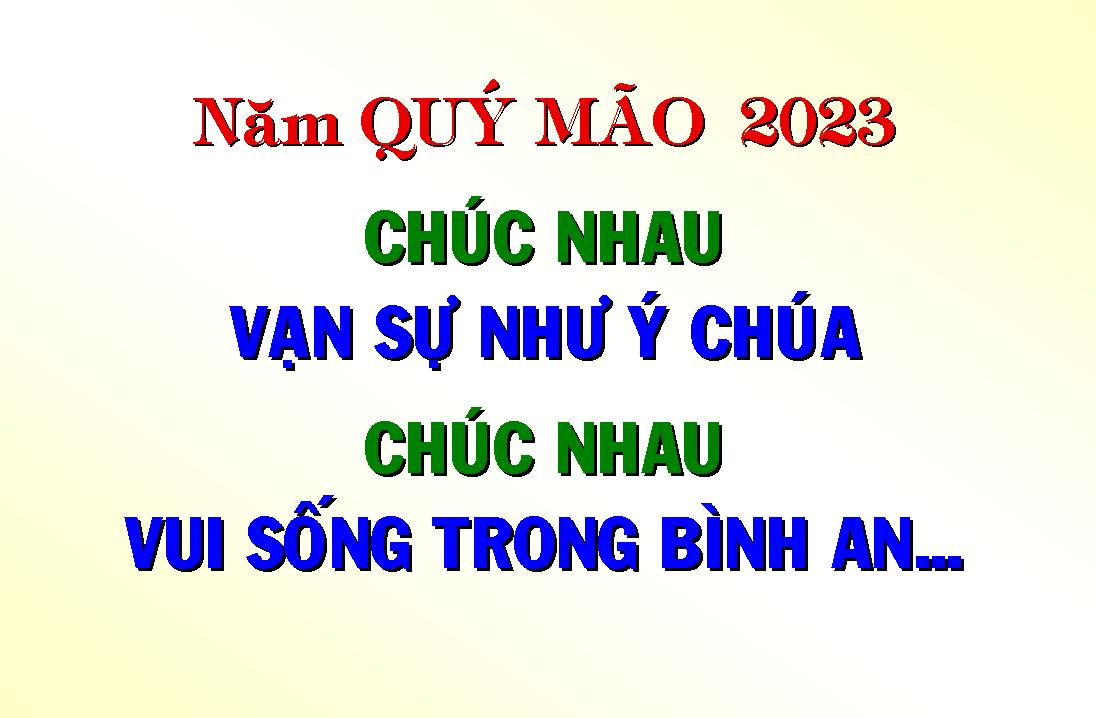 Năm QUÝ MÃO 2023
CHÚC NHAU
VẠN SỰ NHƯ Ý CHÚA
CHÚC NHAU
VUI SỐNG TRONG BÌNH AN...